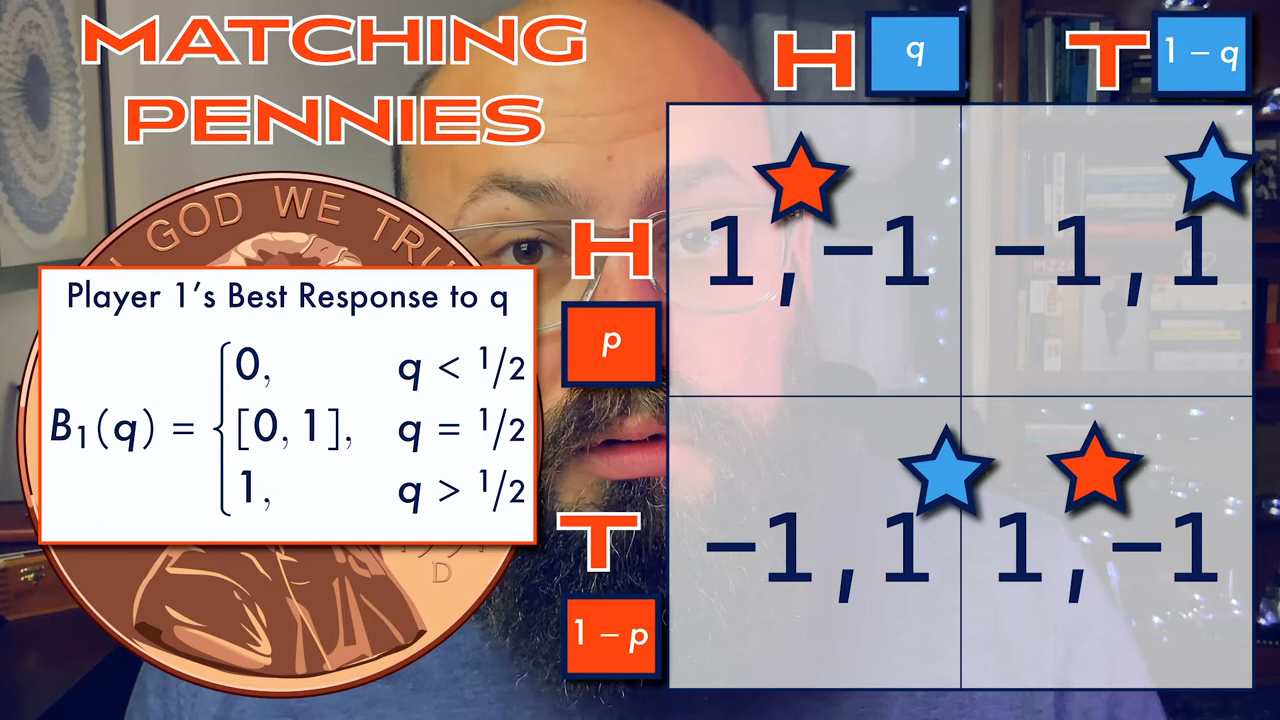 MATCHING
PENNIES
GOD WE TRU
Player 1's Best Response to q
B₁(q) = {
0, q < 1/2
[0, 1], q = 1/2
1, q > 1/2
D
H q T 1 − q
H
p
1, −1 −1, 1
T
1 − p
−1, 1 1, −1